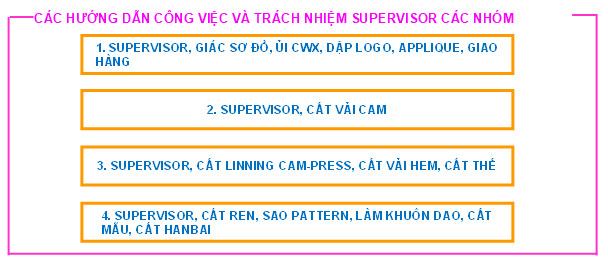 CÁC HƯỚNG DẪN CÔNG VIỆC VÀ TRÁCH NHIỆM SUPERVISOR CÁC NHÓM
1. SUPERVISOR, GIÁC SƠ ĐỒ, ỦI CWX, DẬP LOGO, APPLIQUE, GIAO
HÀNG
2. SUPERVISOR, CẮT VẢI CAM
3. SUPERVISOR, CẮT LINNING CAM-PRESS, CẮT VẢI HEM, CẮT THẺ
4. SUPERVISOR, CẮT REN, SAO PATTERN, LÀM KHUÔN DAO, CẮT
MẪU, CẮT HANBAI